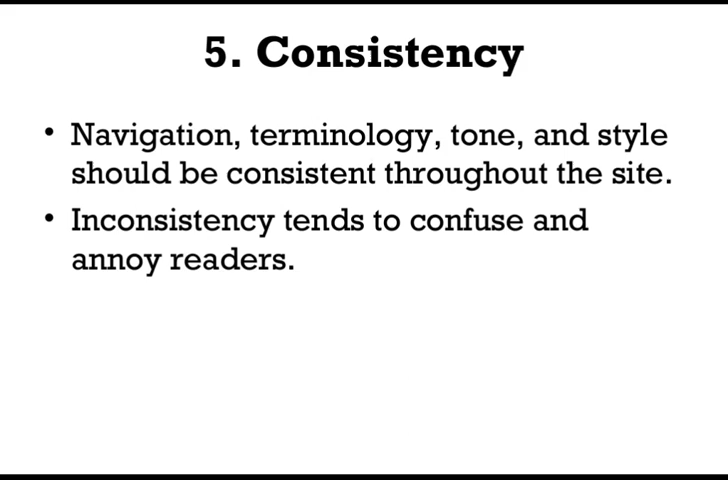 5. Consistency
• Navigation, terminology, tone, and style
should be consistent throughout the site.
• Inconsistency tends to confuse and
annoy readers.